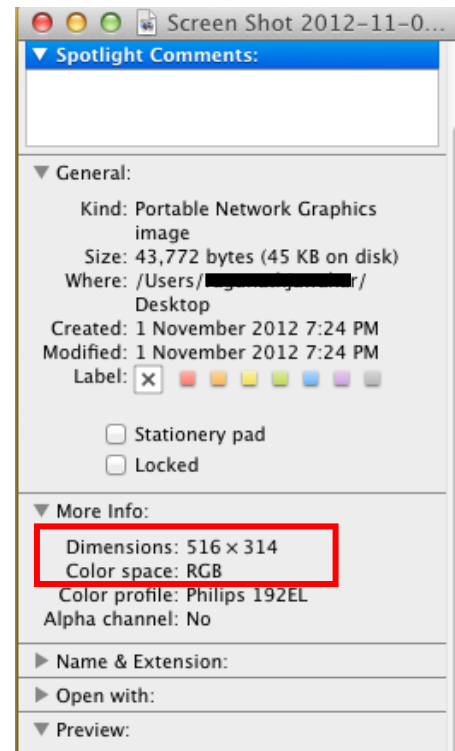 Screen Shot 2012-11-0...
Spotlight Comments:
General:
Kind: Portable Network Graphics
image
Size: 43,772 bytes (45 KB on disk)
Where: /Users/r/
Desktop
Created: 1 November 2012 7:24 PM
Modified: 1 November 2012 7:24 PM
Label:
Stationery pad
Locked
More Info:
Dimensions: 516 × 314
Color space: RGB
Color profile: Philips 192EL
Alpha channel: No
Name & Extension:
Open with:
Preview: